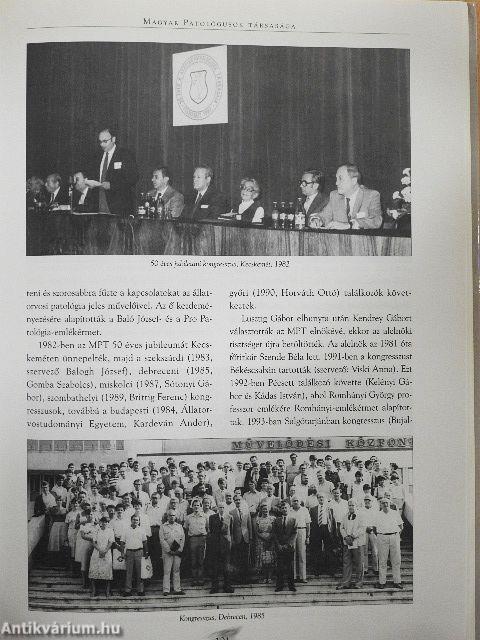 Magyar Patológusok társasága
50 éves jubileumi kongresszus, Kecskemét, 1982
teni és szorosabbra fűzte a kapcsolatokat az állat-
orvosi patológia jeles művelőivel. Az ő kezdemé-
nyezésére alapították a Baló József- és a Pro Pa-
tológia-emlékérmet.
1982-ben az MPT 50 éves jubileumát Kecs-
keméten ünnepelték, majd a szekszárdi (1983,
szervező Balogh József), debreceni (1985,
Gomba Szabolcs), miskolci (1987, Sótonyi Gá-
bor), szombathelyi (1989, Brittig Ferenc) kong-
resszusok, továbbá a budapesti (1984, Állator-
vostudományi Egyetem, Kardeván Andor),
győri (1990, Horváth Ottó) találkozók követ-
keztek.
Lusztig Gábor elhunyta után Kendrey Gábort
választották az MPT elnökévé, ekkor az alelnöki
tisztséget újra betöltötték. Az alelnök az 1981 óta
főtitkár Szende Béla lett. 1991-ben a kongresszust
Békéscsabán tartották (szervező: Viski Anna). Ezt
1992-ben Pécsett találkozó követte (Kelényi Gá-
bor és Kádas István), ahol Romhányi György pro-
fesszor emlékére Romhányi-emlékérmet alapítot-
tak. 1993-ban Salgótarjánban kongresszus (Bujal-
MŰVELŐDÉSI KÖZPONT
Kongresszus, Debrecen, 1985
Antikvárium.hu